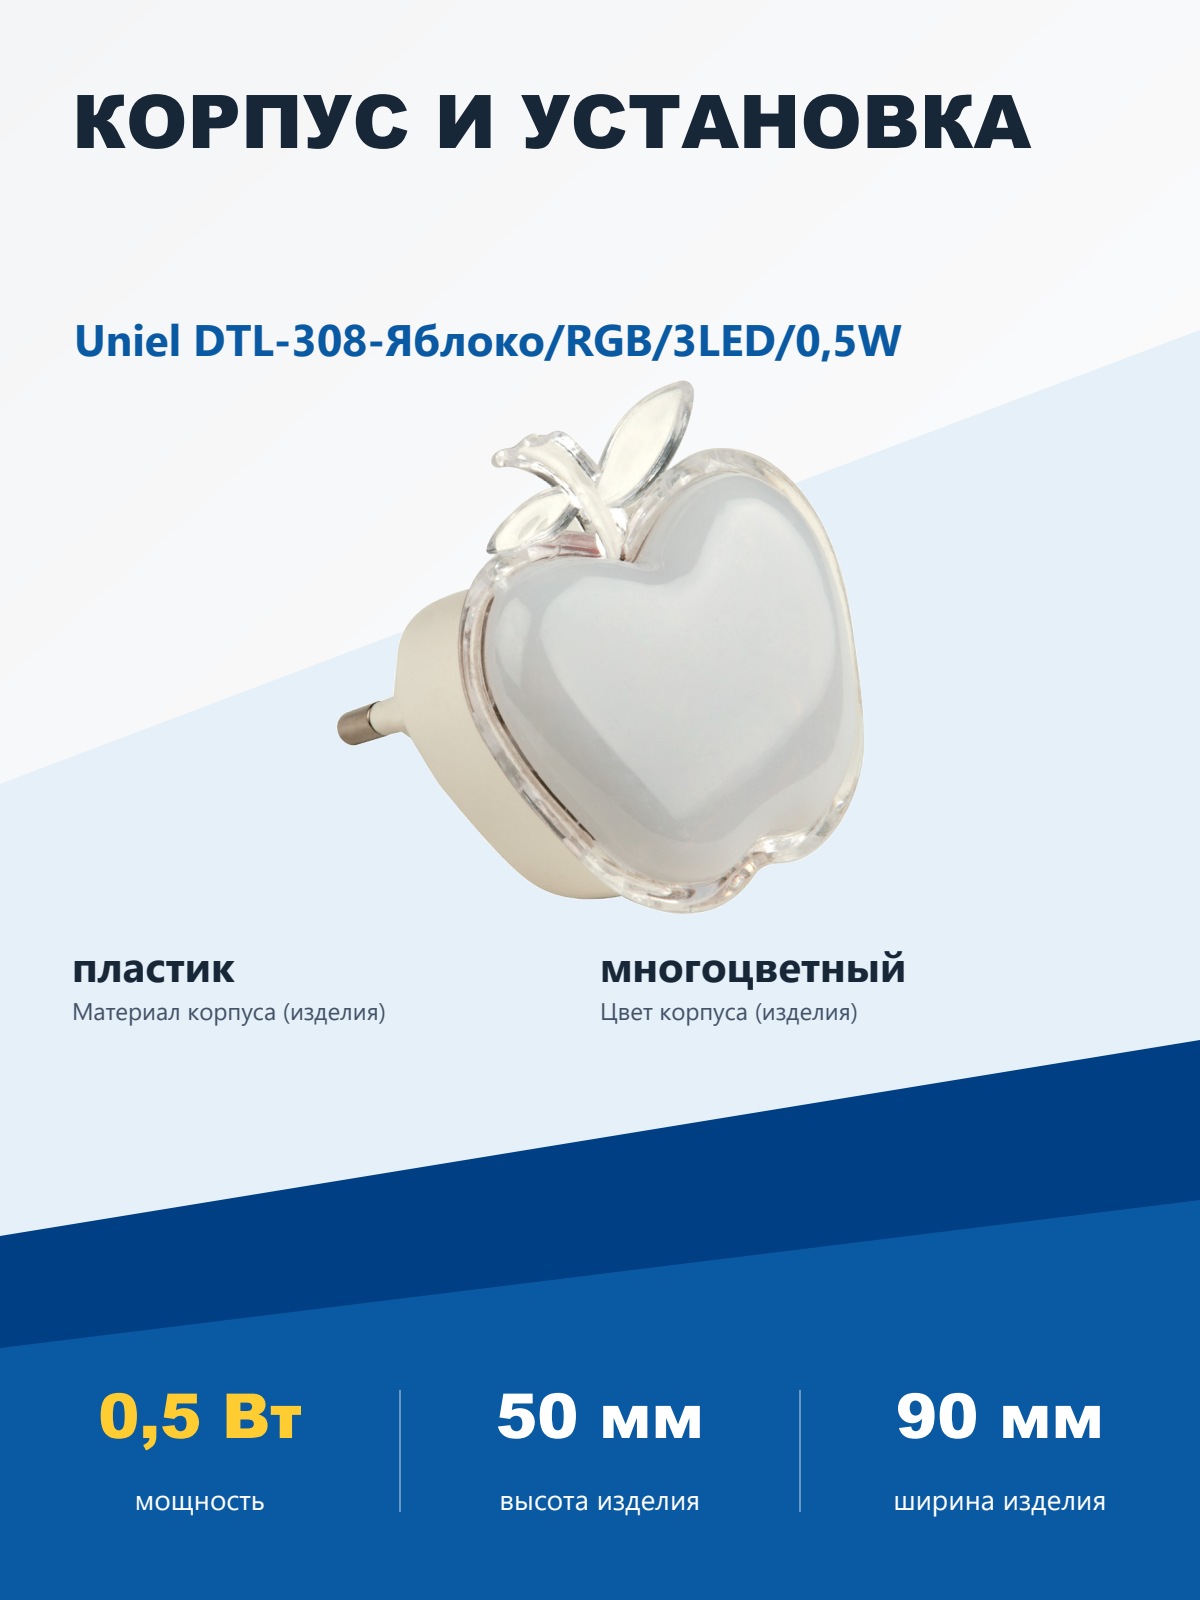 КОРПУС И УСТАНОВКА
Uniel DTL-308-Яблоко/RGB/3LED/0,5W
пластик
Материал корпуса (изделия)
многоцветный
Цвет корпуса (изделия)
0,5 Вт
мощность
50 мм
высота изделия
90 мм
ширина изделия